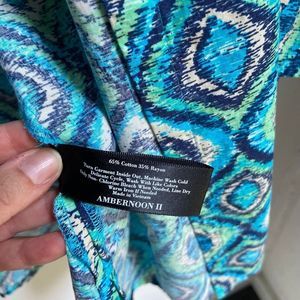 65% Cotton 35% Rayon
Turn Garment Inside Out, Machine Wash Cold
Delicate Cycle, Wash With Like Colors
Only Non- Chlorine Bleach When Needed, Line Dry
Warm Iron If Needed
Made in Vietnam
AMBERNOON II